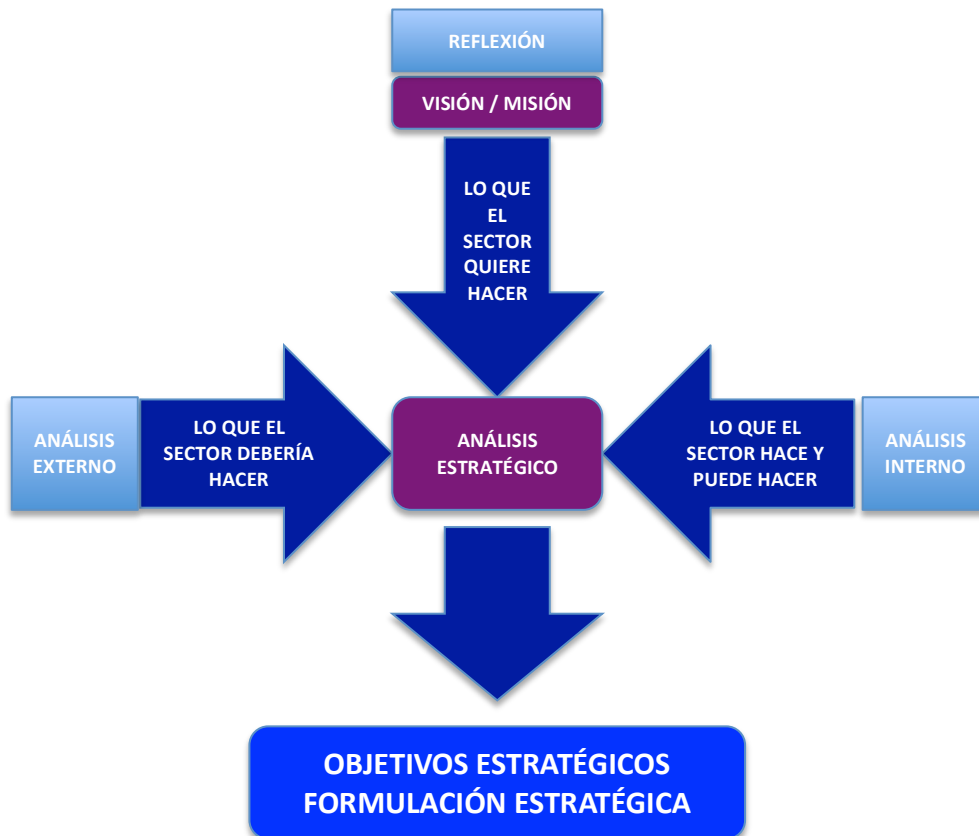 REFLEXIÓN
VISIÓN / MISIÓN
LO QUE
EL
SECTOR
QUIERE
HACER
ANÁLISIS
EXTERNO
LO QUE EL
SECTOR DEBERÍA
HACER
ANÁLISIS
ESTRATÉGICO
LO QUE EL
SECTOR HACE Y
PUEDE HACER
ANÁLISIS
INTERNO
OBJETIVOS ESTRATÉGICOS
FORMULACIÓN ESTRATÉGICA